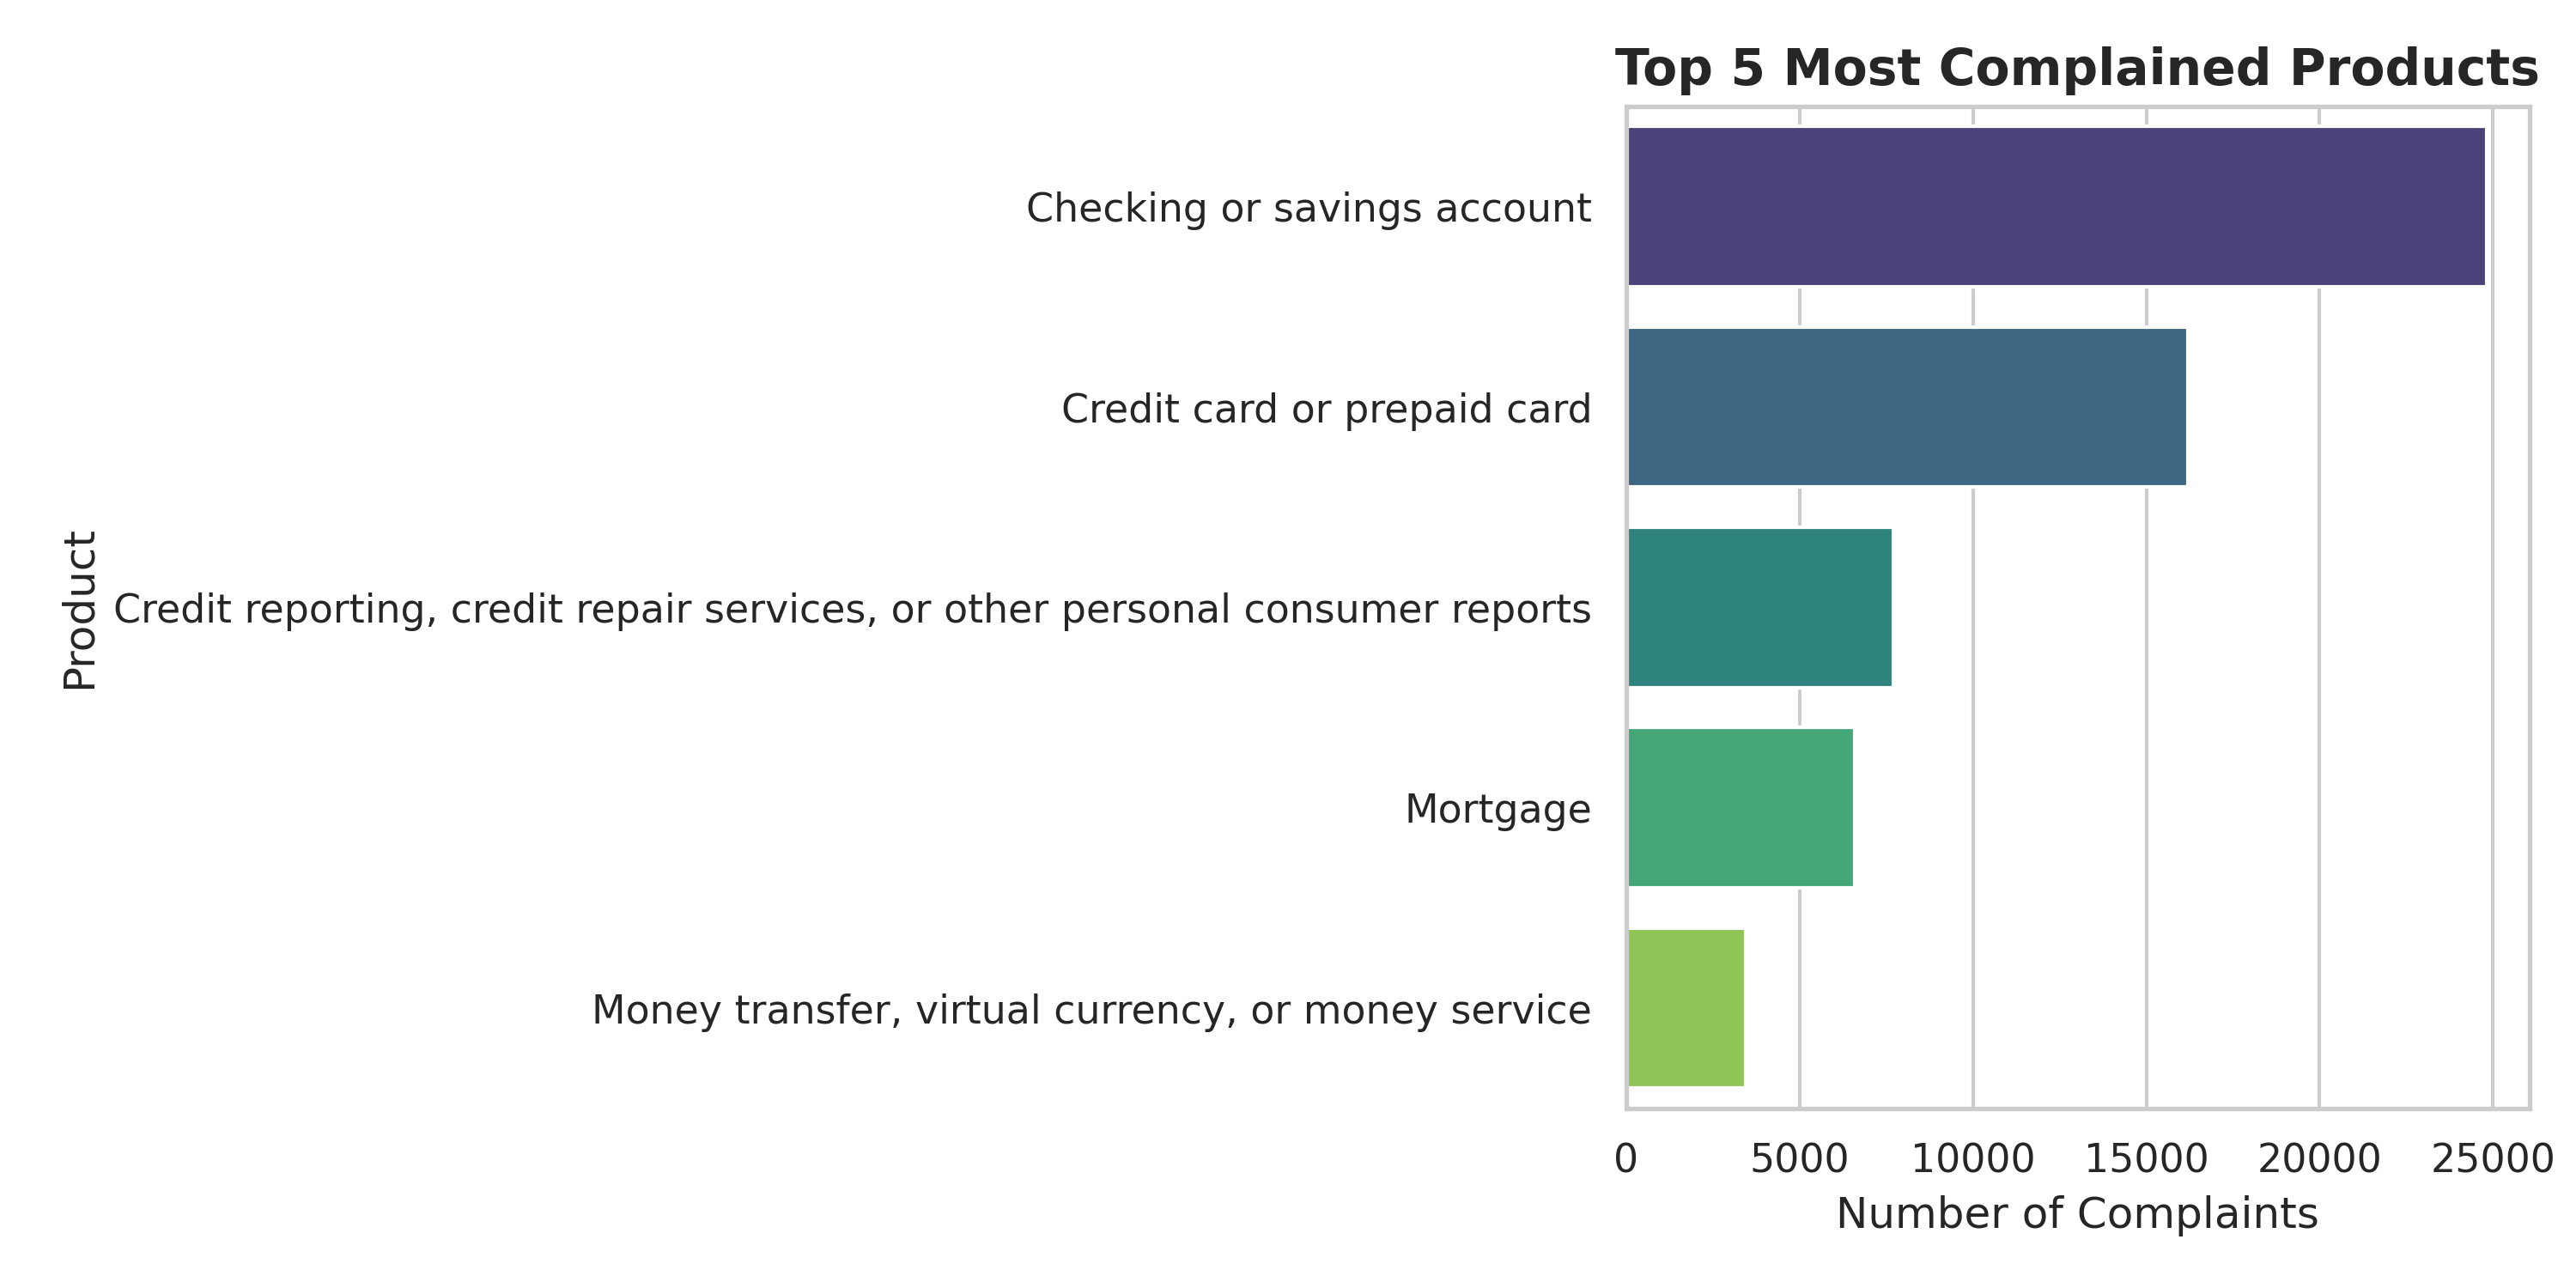 Top 5 Most Complained Products
Checking or savings account
Credit card or prepaid card
Credit reporting, credit repair services, or other personal consumer reports
Mortgage
Money transfer, virtual currency, or money service
Product
0 5000 10000 15000 20000 25000
Number of Complaints